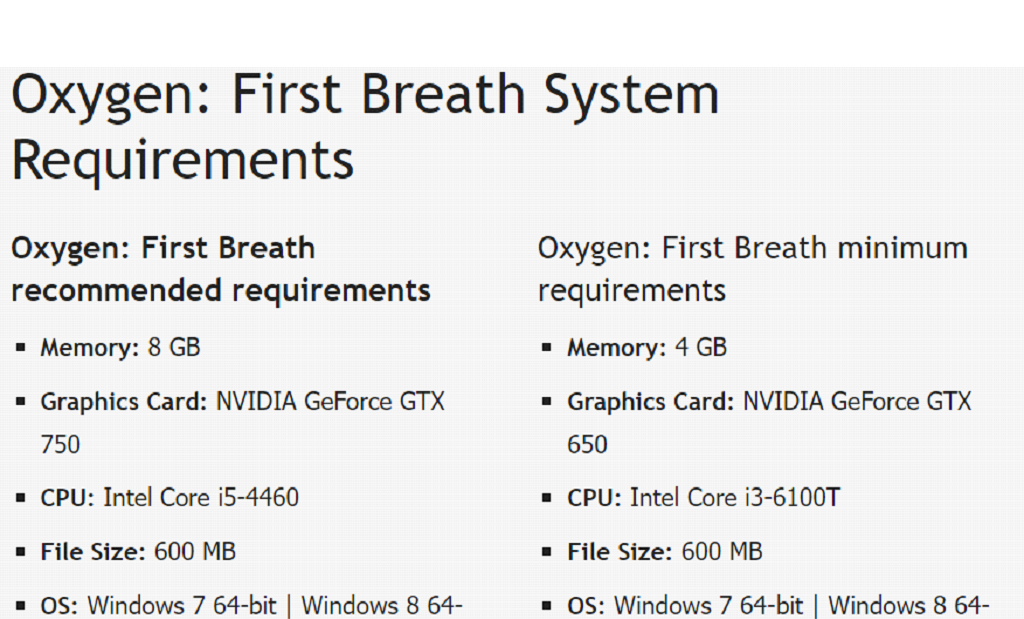 Oxygen: First Breath System
Requirements
Oxygen: First Breath
recommended requirements
Memory: 8 GB
Graphics Card: NVIDIA GeForce GTX
750
CPU: Intel Core i5-4460
File Size: 600 MB
OS: Windows 7 64-bit | Windows 8 64-
Oxygen: First Breath minimum
requirements
Memory: 4 GB
Graphics Card: NVIDIA GeForce GTX
650
CPU: Intel Core i3-6100T
File Size: 600 MB
OS: Windows 7 64-bit | Windows 8 64-